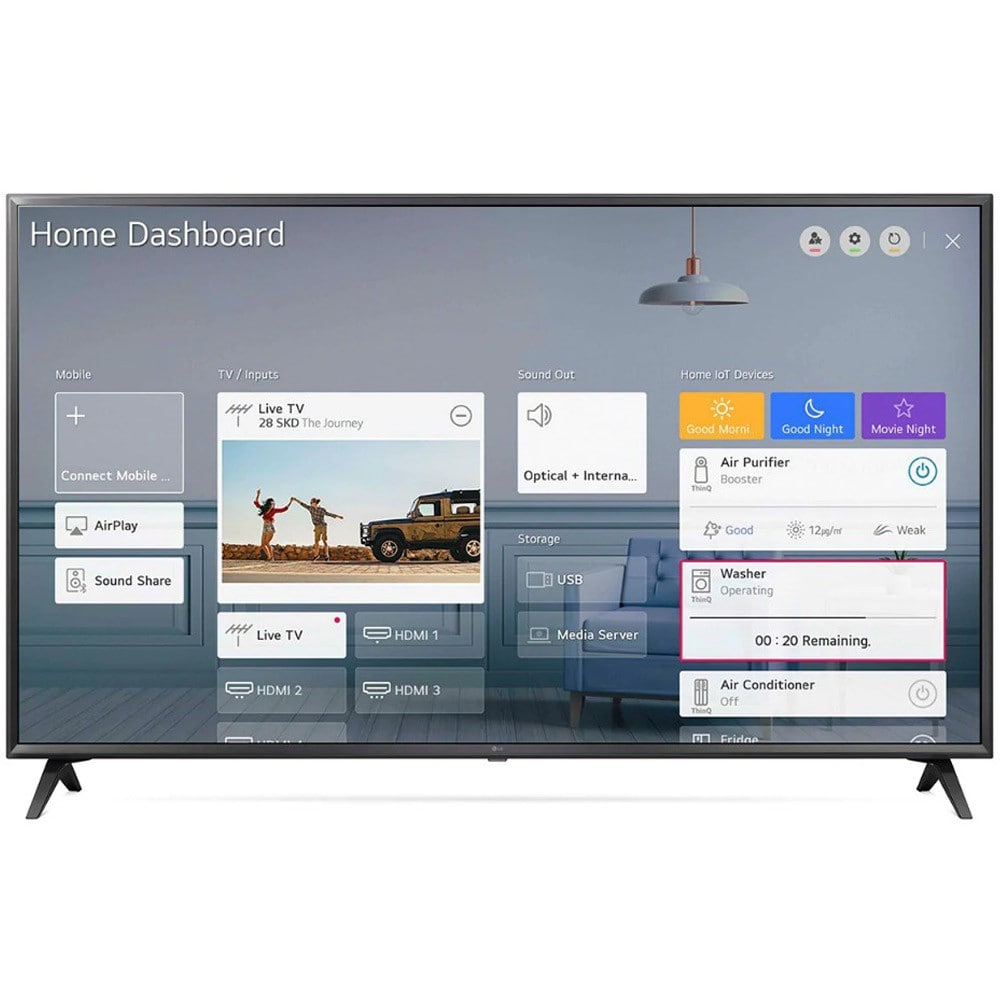 Home Dashboard
Mobile
Connect Mobile ...
AirPlay
Sound Share
TV / Inputs
Live TV
28 SKD The Journey
Live TV
HDMI 1
HDMI 2
HDMI 3
Sound Out
Optical + Interna...
Storage
USB
Media Server
Home IoT Devices
Good Morni...
Good Night
Movie Night
Air Purifier
Booster
ThinQ
Good
12㎍/㎥
Weak
Washer
Operating
ThinQ
00 : 20 Remaining.
Air Conditioner
Off
ThinQ
Fridge
LG